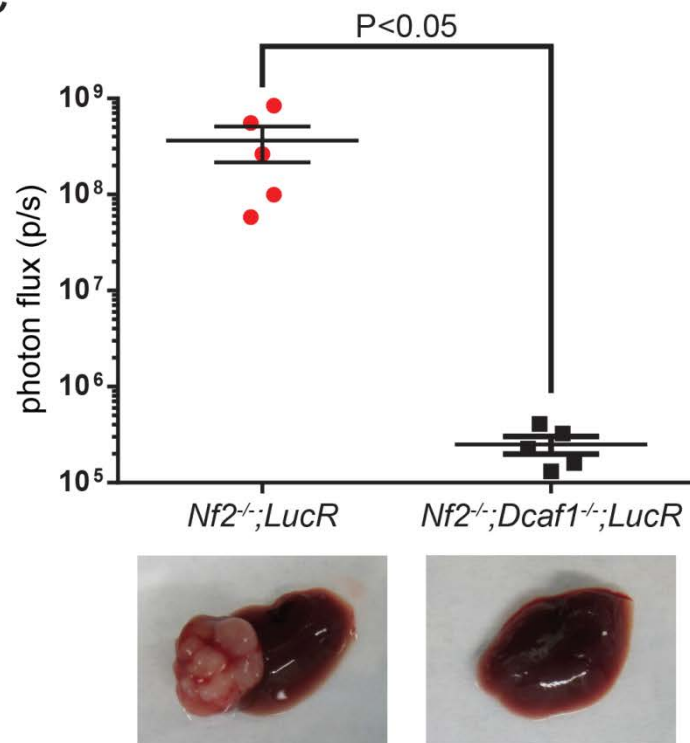 P<0.05
10⁹
10⁸
10⁷
10⁶
10⁵
photon flux (p/s)
Nf2⁻/⁻;LucR
Nf2⁻/⁻;Dcaf1⁻/⁻;LucR